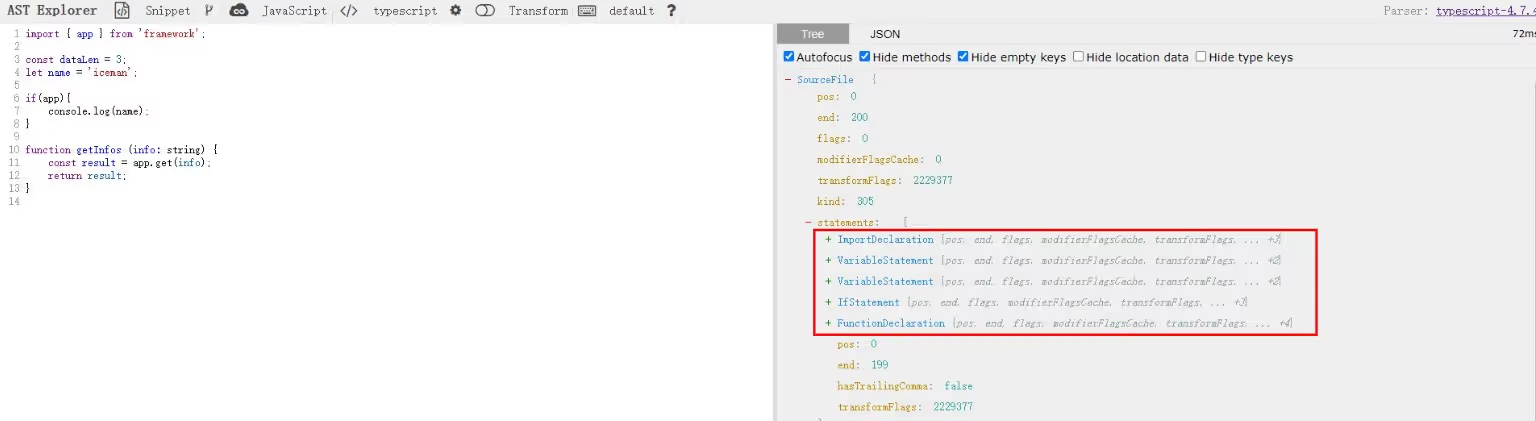 AST Explorer Snippet JavaScript </> typescript Transform default ? Parser: typescript-4.7.4
Tree JSON 72ms
Autofocus Hide methods Hide empty keys Hide location data Hide type keys
1 import { app } from 'framework';
2
3 const dataLen = 3;
4 let name = 'iceman';
5
6 if(app){
7 console.log(name);
8 }
9
10 function getInfos (info: string) {
11 const result = app.get(info);
12 return result;
13 }
14
- SourceFile {
pos: 0
end: 200
flags: 0
modifierFlagsCache: 0
transformFlags: 2229377
kind: 305
- statements: [
+ ImportDeclaration {pos, end, flags, modifierFlagsCache, transformFlags, ... +3}
+ VariableStatement {pos, end, flags, modifierFlagsCache, transformFlags, ... +2}
+ VariableStatement {pos, end, flags, modifierFlagsCache, transformFlags, ... +2}
+ IfStatement {pos, end, flags, modifierFlagsCache, transformFlags, ... +3}
+ FunctionDeclaration {pos, end, flags, modifierFlagsCache, transformFlags, ... +4}
pos: 0
end: 199
hasTrailingComma: false
transformFlags: 2229377